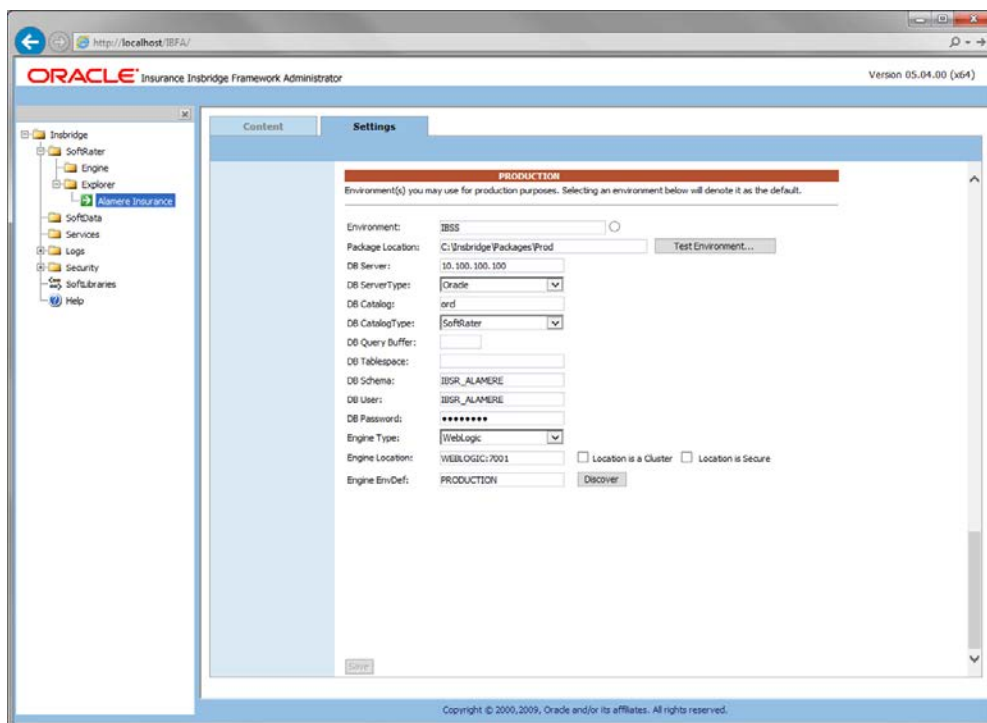 http://localhost/IBFA/
ORACLE Insurance Insbridge Framework Administrator
Version 05.04.00 (x64)
Insbridge
SoftRater
Engine
Explorer
Alamere Insurance
SoftData
Services
Logs
Security
SoftLibraries
Help
Content
Settings
PRODUCTION
Environment(s) you may use for production purposes. Selecting an environment below will denote it as the default.
Environment: IBSS
Package Location: C:\Insbridge\Packages\Prod Test Environment...
DB Server: 10.100.100.100
DB ServerType: Oracle
DB Catalog: orcl
DB CatalogType: SoftRater
DB Query Buffer:
DB Tablespace:
DB Schema: IBSR_ALAMERE
DB User: IBSR_ALAMERE
DB Password: ••••••••
Engine Type: WebLogic
Engine Location: WEBLOGIC:7001 Location is a Cluster Location is Secure
Engine EnvDef: PRODUCTION Discover
Save
Copyright © 2000,2009, Oracle and/or its affiliates. All rights reserved.